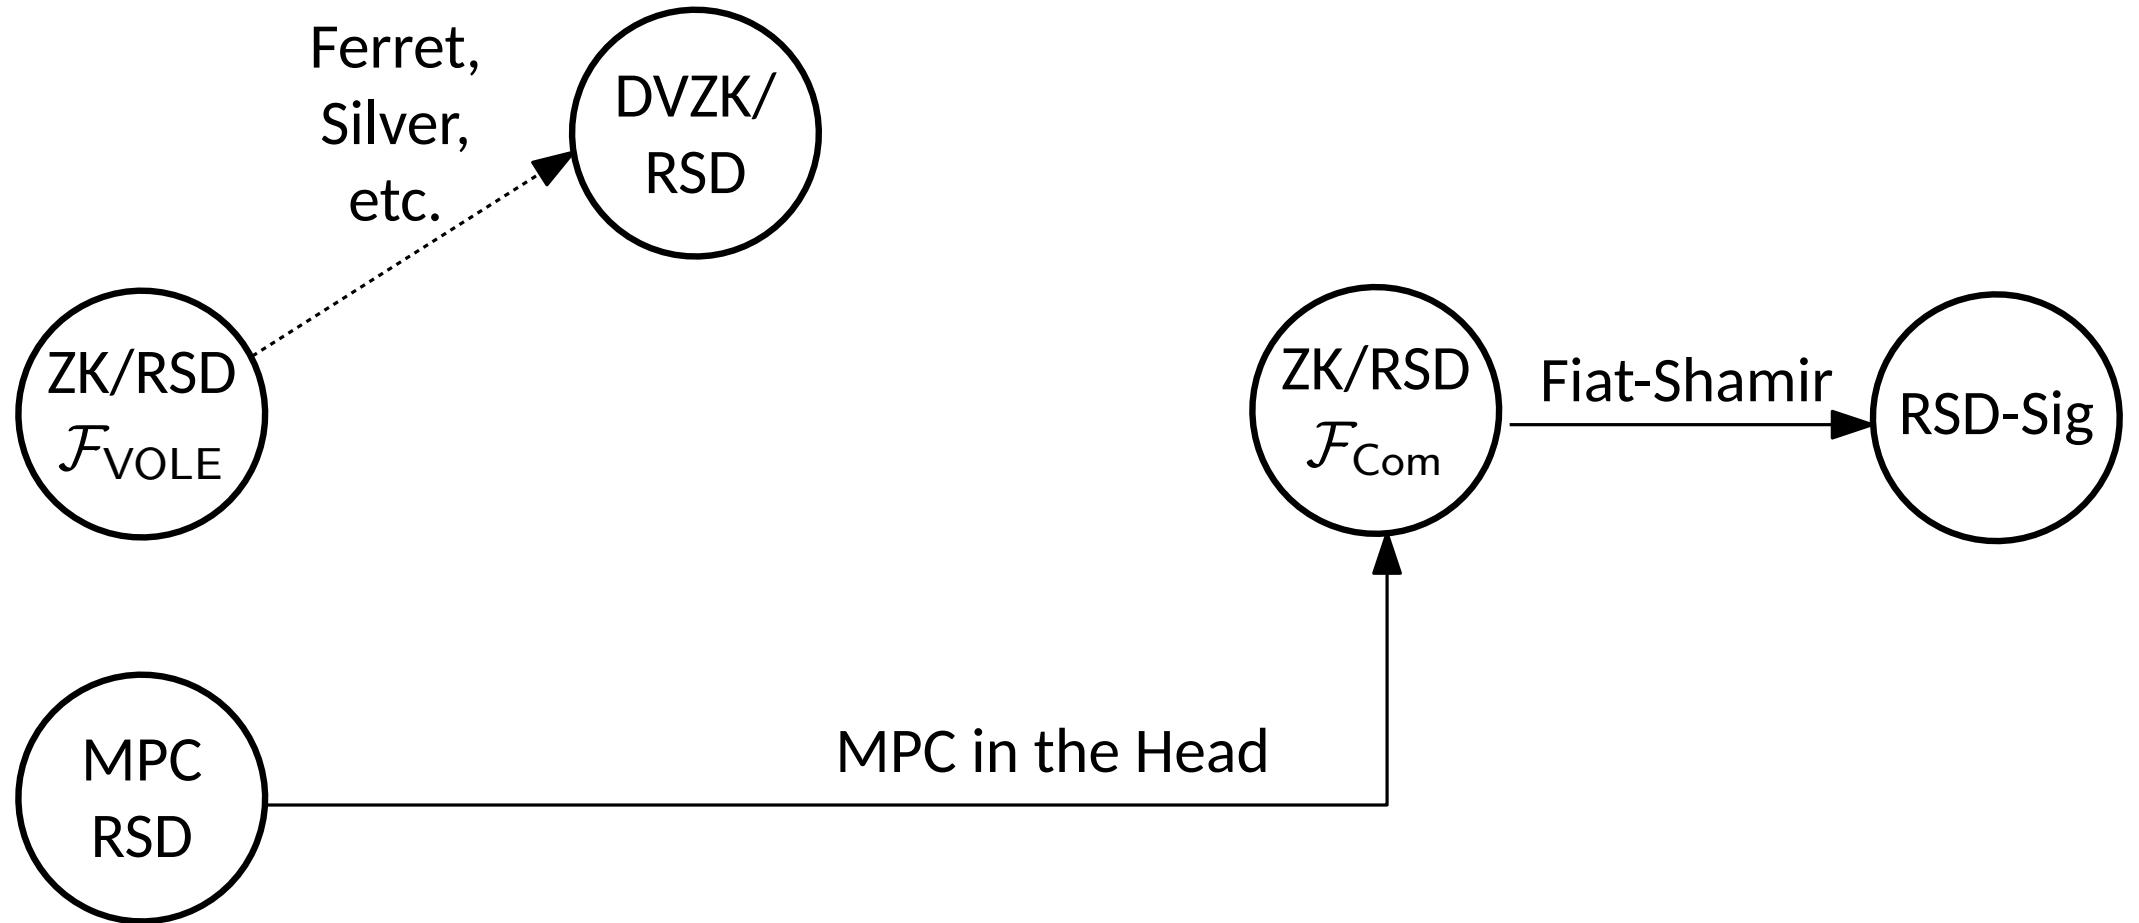 Ferret,
Silver,
etc.
DVZK/
RSD
ZK/RSD
ℱVOLE
ZK/RSD
ℱCom
Fiat-Shamir
RSD-Sig
MPC
RSD
MPC in the Head